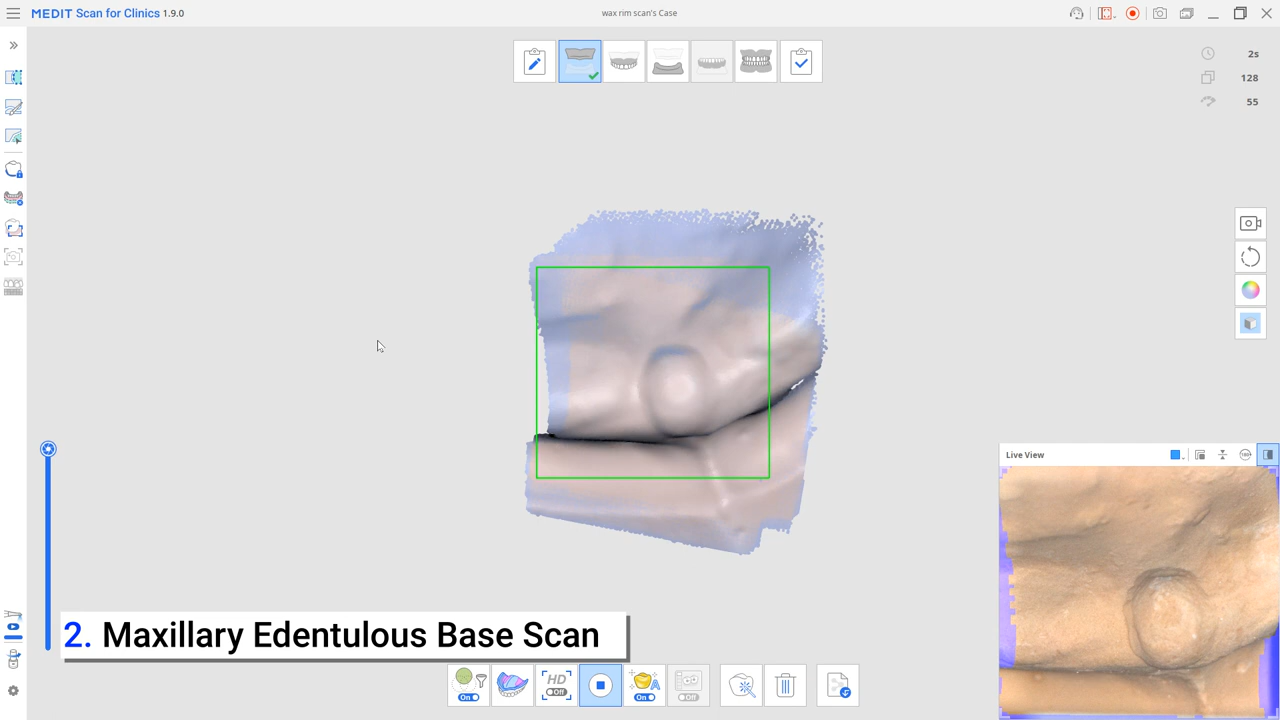 MEDIT Scan for Clinics 1.9.0
wax rim scan's Case
2s
128
55
Live View
2. Maxillary Edentulous Base Scan
On
HD
Off
A
On
Off